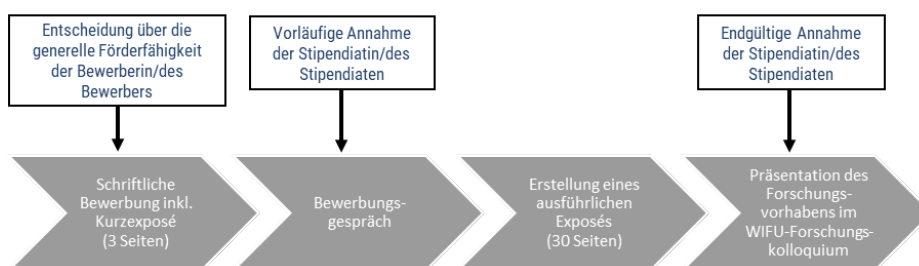 Entscheidung über die
generelle Förderfähigkeit
der Bewerberin/des
Bewerbers
Vorläufige Annahme
der Stipendiatin/des
Stipendiaten
Endgültige Annahme
der Stipendiatin/des
Stipendiaten
Schriftliche
Bewerbung inkl.
Kurzexposé
(3 Seiten)
Bewerbungs-
gespräch
Erstellung eines
ausführlichen
Exposés
(30 Seiten)
Präsentation des
Forschungs-
vorhabens im
WIFU-Forschungs-
kolloquium